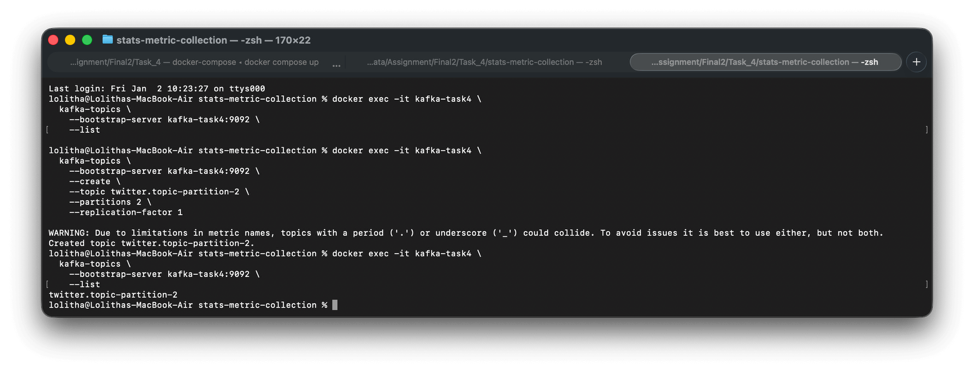 stats-metric-collection — -zsh — 170×22
...ignment/Final2/Task_4 — docker-compose • docker compose up ... ...ata/Assignment/Final2/Task_4/stats-metric-collection — -zsh ...ssignment/Final2/Task_4/stats-metric-collection — -zsh +
Last login: Fri Jan  2 10:23:27 on ttys000
lolitha@Lolithas-MacBook-Air stats-metric-collection % docker exec -it kafka-task4 \
  kafka-topics \
    --bootstrap-server kafka-task4:9092 \
[    --list ]
lolitha@Lolithas-MacBook-Air stats-metric-collection % docker exec -it kafka-task4 \
  kafka-topics \
    --bootstrap-server kafka-task4:9092 \
    --create \
    --topic twitter.topic-partition-2 \
    --partitions 2 \
    --replication-factor 1
WARNING: Due to limitations in metric names, topics with a period ('.') or underscore ('_') could collide. To avoid issues it is best to use either, but not both.
Created topic twitter.topic-partition-2.
lolitha@Lolithas-MacBook-Air stats-metric-collection % docker exec -it kafka-task4 \
  kafka-topics \
    --bootstrap-server kafka-task4:9092 \
[    --list ]
twitter.topic-partition-2
lolitha@Lolithas-MacBook-Air stats-metric-collection %